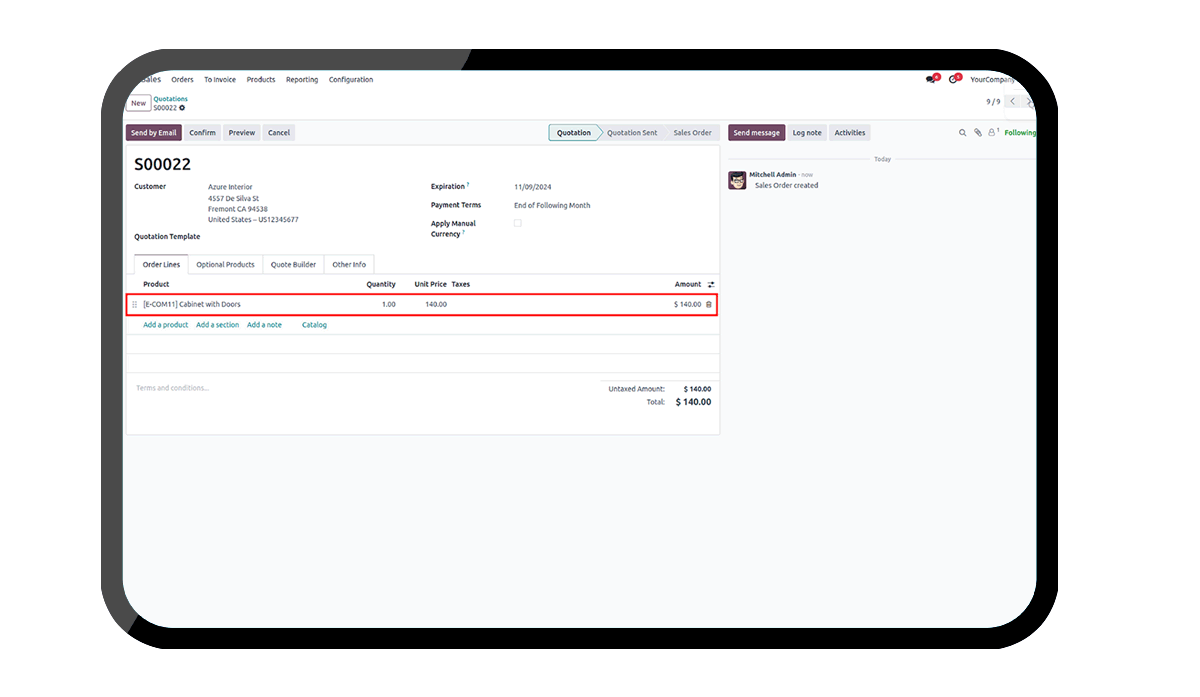 Sales Orders To Invoice Products Reporting Configuration
YourCompany
New
Quotations
S00022
9 / 9
Send by Email Confirm Preview Cancel
Quotation Quotation Sent Sales Order
Send message Log note Activities
1 Following
S00022
Customer
Azure Interior
4557 De Silva St
Fremont CA 94538
United States – US12345677
Quotation Template
Expiration ? 11/09/2024
Payment Terms End of Following Month
Apply Manual
Currency ?
Today
Mitchell Admin - now
Sales Order created
Order Lines Optional Products Quote Builder Other Info
Product Quantity Unit Price Taxes Amount
[E-COM11] Cabinet with Doors 1.00 140.00 $ 140.00
Add a product Add a section Add a note Catalog
Terms and conditions...
Untaxed Amount: $ 140.00
Total: $ 140.00